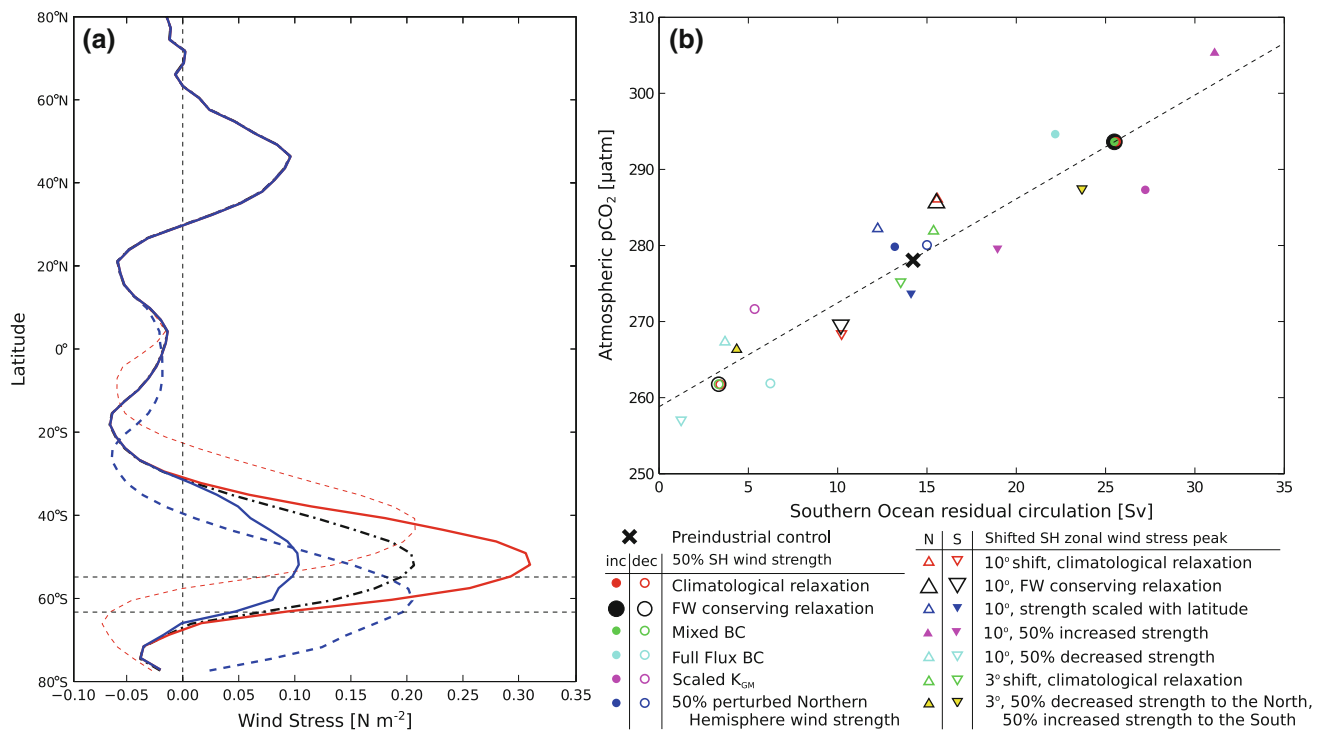 (a)
80°N
60°N
40°N
20°N
0°
20°S
40°S
60°S
80°S
Latitude
−0.10 −0.05 0.00 0.05 0.10 0.15 0.20 0.25 0.30 0.35
Wind Stress [N m⁻²]
(b)
310
300
290
280
270
260
250
Atmospheric pCO₂ [µatm]
0 5 10 15 20 25 30 35
Southern Ocean residual circulation [Sv]
Preindustrial control
inc dec 50% SH wind strength
Climatological relaxation
FW conserving relaxation
Mixed BC
Full Flux BC
Scaled K_GM
50% perturbed Northern
Hemisphere wind strength
N S Shifted SH zonal wind stress peak
10° shift, climatological relaxation
10°, FW conserving relaxation
10°, strength scaled with latitude
10°, 50% increased strength
10°, 50% decreased strength
3° shift, climatological relaxation
3°, 50% decreased strength to the North,
50% increased strength to the South